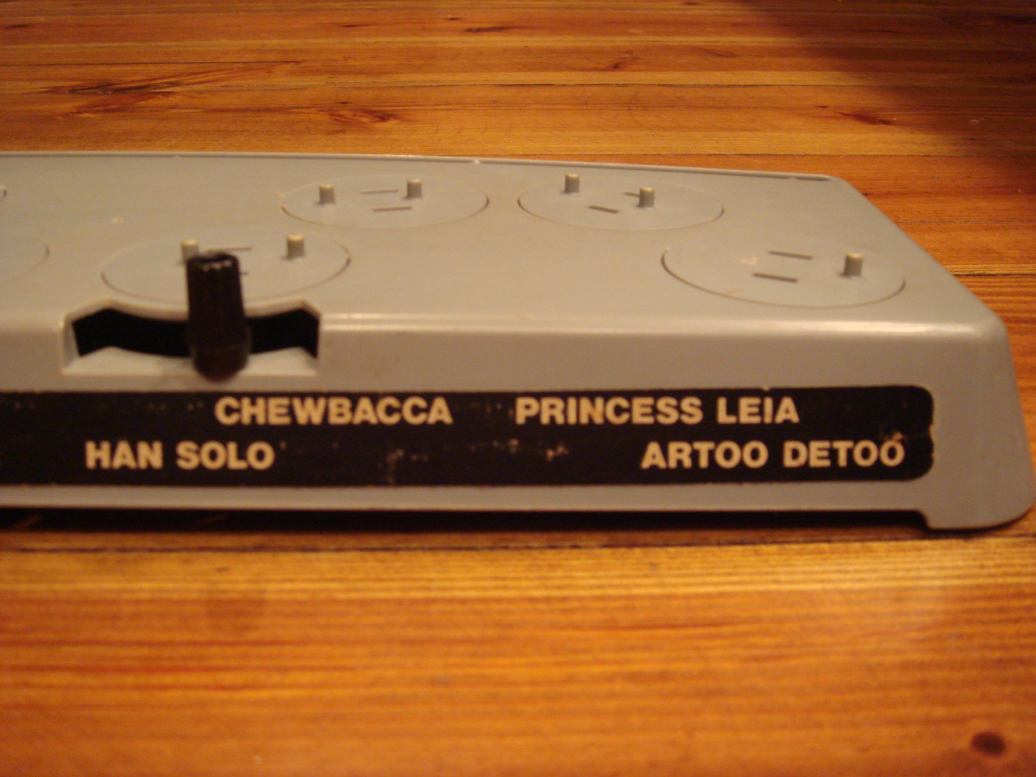 CHEWBACCA PRINCESS LEIA
HAN SOLO ARTOO DETOO